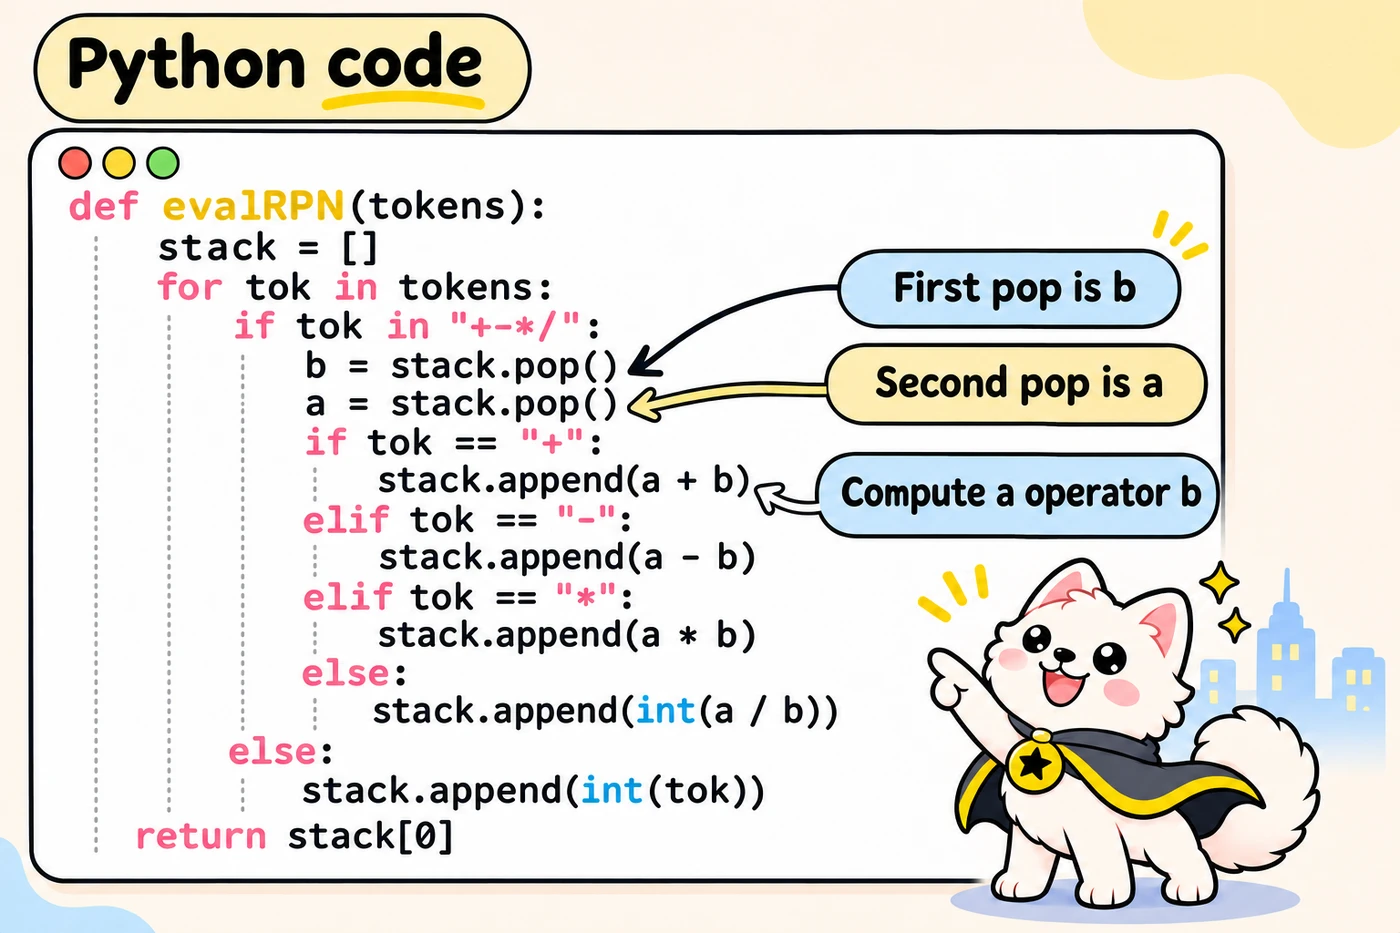 Python code
def evalRPN(tokens):
    stack = []
    for tok in tokens:
        if tok in "+-*/":
            b = stack.pop()
            a = stack.pop()
            if tok == "+":
                stack.append(a + b)
            elif tok == "-":
                stack.append(a - b)
            elif tok == "*":
                stack.append(a * b)
            else:
                stack.append(int(a / b))
        else:
            stack.append(int(tok))
   return stack[0]
First pop is b
Second pop is a
Compute a operator b